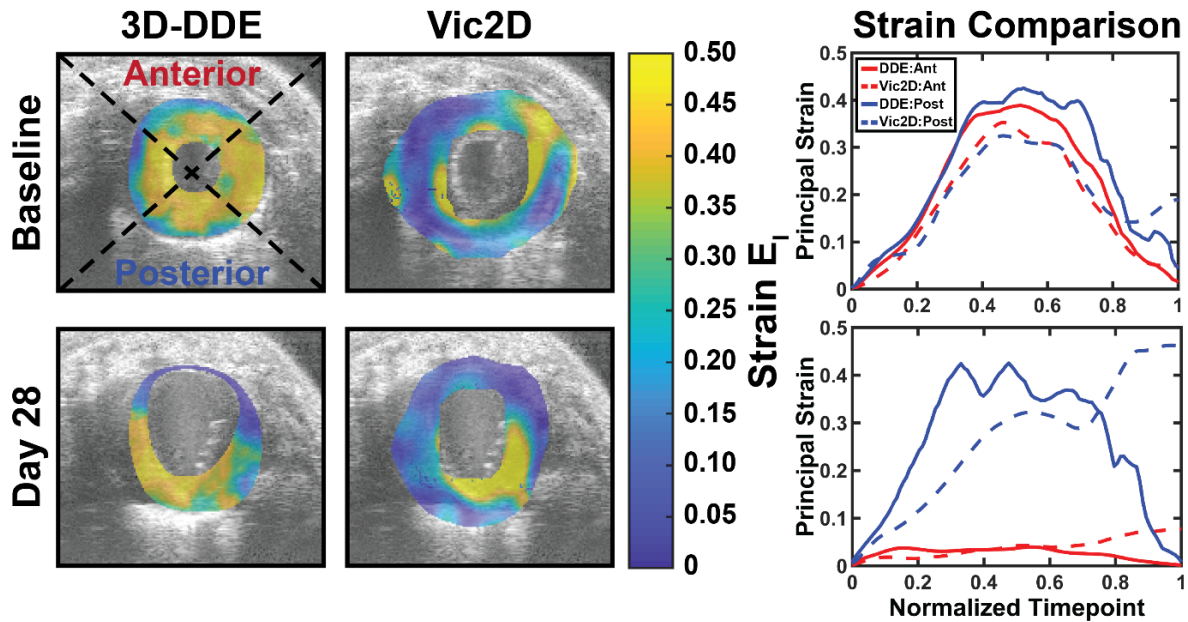 3D-DDE
Vic2D
Strain Comparison
Baseline
Anterior
Posterior
Day 28
0.50
0.45
0.40
0.35
0.30
0.25
0.20
0.15
0.10
0.05
0
Strain E_I
Principal Strain
0.5
0.4
0.3
0.2
0.1
0
DDE:Ant
Vic2D:Ant
DDE:Post
Vic2D:Post
0 0.2 0.4 0.6 0.8 1
Principal Strain
0.5
0.4
0.3
0.2
0.1
0
0 0.2 0.4 0.6 0.8 1
Normalized Timepoint